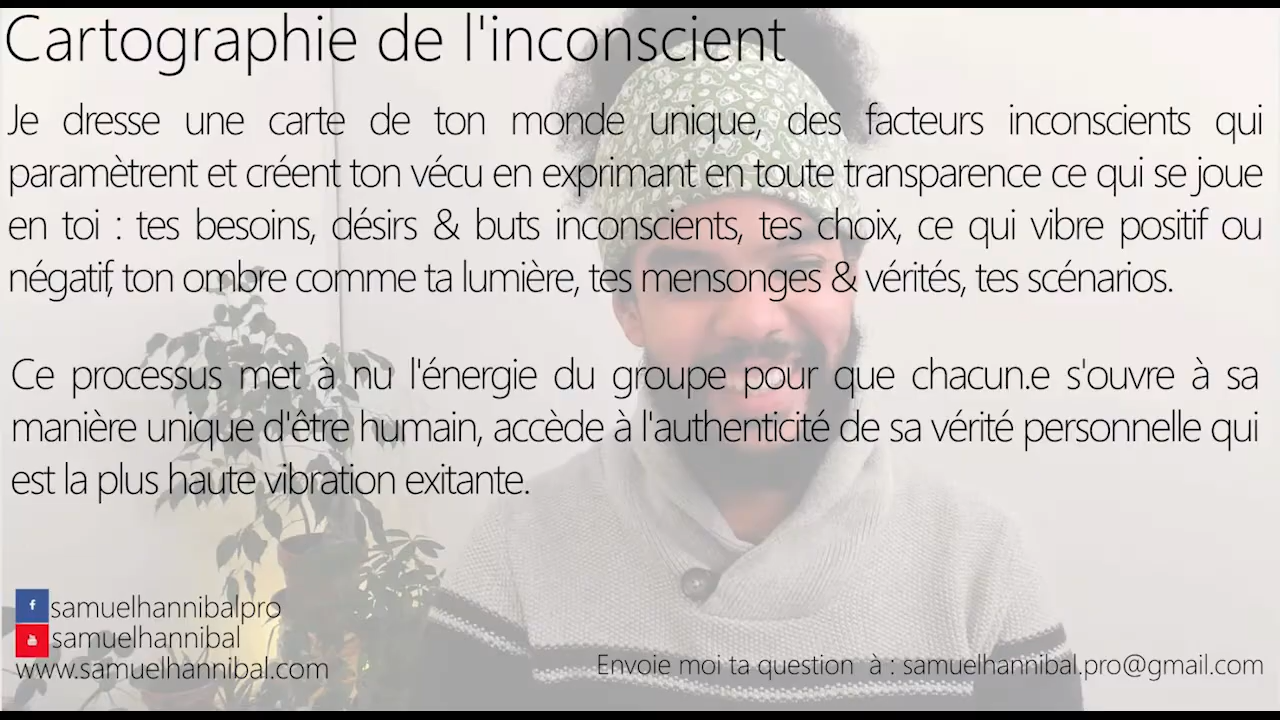 Cartographie de l'inconscient
Je dresse une carte de ton monde unique, des facteurs inconscients qui
paramètrent et créent ton vécu en exprimant en toute transparence ce qui se joue
en toi : tes besoins, désirs & buts inconscients, tes choix, ce qui vibre positif ou
négatif, ton ombre comme ta lumière, tes mensonges & vérités, tes scénarios.
Ce processus met à nu l'énergie du groupe pour que chacun.e s'ouvre à sa
manière unique d'être humain, accède à l'authenticité de sa vérité personnelle qui
est la plus haute vibration exitante.
samuelhannibalpro
samuelhannibal
www.samuelhannibal.com
Envoie moi ta question à : samuelhannibal.pro@gmail.com